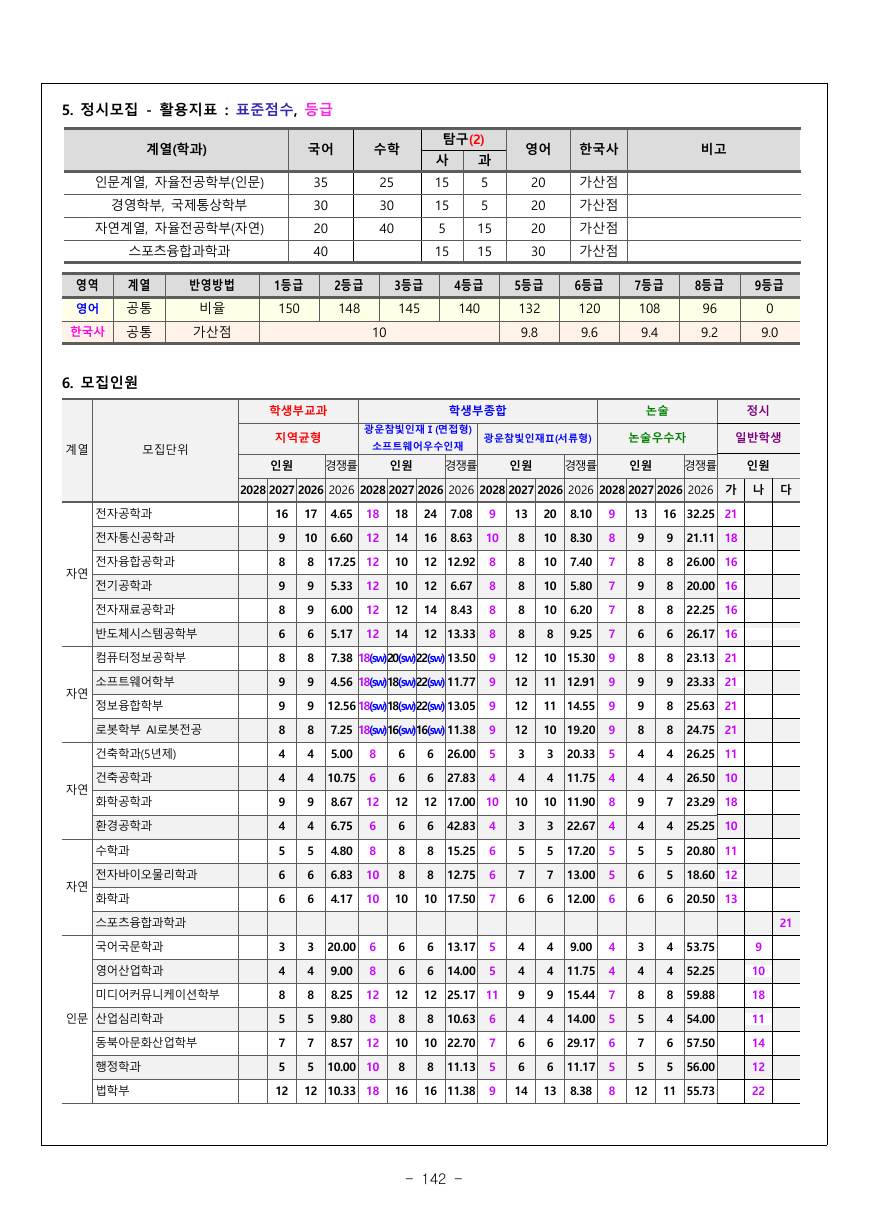 5. 정시모집 - 활용지표 : 표준점수, 등급
계열(학과) 국어 수학 탐구(2) 영어 한국사 비고
사 과
인문계열, 자율전공학부(인문) 35 25 15 5 20 가산점
경영학부, 국제통상학부 30 30 15 5 20 가산점
자연계열, 자율전공학부(자연) 20 40 5 15 20 가산점
스포츠융합과학과 40 15 15 30 가산점
영역 계열 반영방법 1등급 2등급 3등급 4등급 5등급 6등급 7등급 8등급 9등급
영어 공통 비율 150 148 145 140 132 120 108 96 0
한국사 공통 가산점 10 9.8 9.6 9.4 9.2 9.0
6. 모집인원
계열 모집단위 학생부교과 학생부종합 논술 정시
지역균형 광운참빛인재Ⅰ(면접형) 소프트웨어우수인재 광운참빛인재Ⅱ(서류형) 논술우수자 일반학생
인원 경쟁률 인원 경쟁률 인원 경쟁률 인원 경쟁률 인원
2028 2027 2026 2026 2028 2027 2026 2026 2028 2027 2026 2026 2028 2027 2026 2026 가 나 다
자연
전자공학과 16 17 4.65 18 18 24 7.08 9 13 20 8.10 9 13 16 32.25 21
전자통신공학과 9 10 6.60 12 14 16 8.63 10 8 10 8.30 8 9 9 21.11 18
전자융합공학과 8 8 17.25 12 10 12 12.92 8 8 10 7.40 7 8 8 26.00 16
전기공학과 9 9 5.33 12 10 12 6.67 8 8 10 5.80 7 9 8 20.00 16
전자재료공학과 8 9 6.00 12 12 14 8.43 8 8 10 6.20 7 8 8 22.25 16
반도체시스템공학부 6 6 5.17 12 14 12 13.33 8 8 8 9.25 7 6 6 26.17 16
자연
컴퓨터정보공학부 8 8 7.38 18(sw) 20(sw) 22(sw) 13.50 9 12 10 15.30 9 8 8 23.13 21
소프트웨어학부 9 9 4.56 18(sw) 18(sw) 22(sw) 11.77 9 12 11 12.91 9 9 9 23.33 21
정보융합학부 9 9 12.56 18(sw) 18(sw) 22(sw) 13.05 9 12 11 14.55 9 9 8 25.63 21
로봇학부 AI로봇전공 8 8 7.25 18(sw) 16(sw) 16(sw) 11.38 9 12 10 19.20 9 8 8 24.75 21
자연
건축학과(5년제) 4 4 5.00 8 6 6 26.00 5 3 3 20.33 5 4 4 26.25 11
건축공학과 4 4 10.75 6 6 6 27.83 4 4 4 11.75 4 4 4 26.50 10
화학공학과 9 9 8.67 12 12 12 17.00 10 10 10 11.90 8 9 7 23.29 18
환경공학과 4 4 6.75 6 6 6 42.83 4 3 3 22.67 4 4 4 25.25 10
자연
수학과 5 5 4.80 8 8 8 15.25 6 5 5 17.20 5 5 5 20.80 11
전자바이오물리학과 6 6 6.83 10 8 8 12.75 6 7 7 13.00 5 6 5 18.60 12
화학과 6 6 4.17 10 10 10 17.50 7 6 6 12.00 6 6 6 20.50 13
스포츠융합과학과 21
인문
국어국문학과 3 3 20.00 6 6 6 13.17 5 4 4 9.00 4 3 4 53.75 9
영어산업학과 4 4 9.00 8 6 6 14.00 5 4 4 11.75 4 4 4 52.25 10
미디어커뮤니케이션학부 8 8 8.25 12 12 12 25.17 11 9 9 15.44 7 8 8 59.88 18
산업심리학과 5 5 9.80 8 8 8 10.63 6 4 4 14.00 5 5 4 54.00 11
동북아문화산업학부 7 7 8.57 12 10 10 22.70 7 6 6 29.17 6 7 6 57.50 14
행정학과 5 5 10.00 10 8 8 11.13 5 6 6 11.17 5 5 5 56.00 12
법학부 12 12 10.33 18 16 16 11.38 9 14 13 8.38 8 12 11 55.73 22
- 142 -